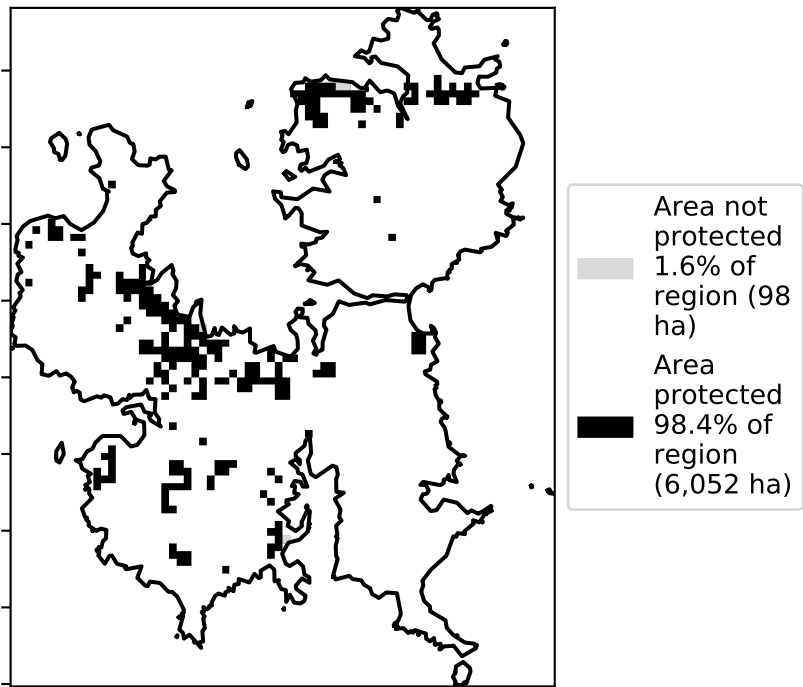 Area not
protected
1.6% of
region (98
ha)
Area
protected
98.4% of
region
(6,052 ha)